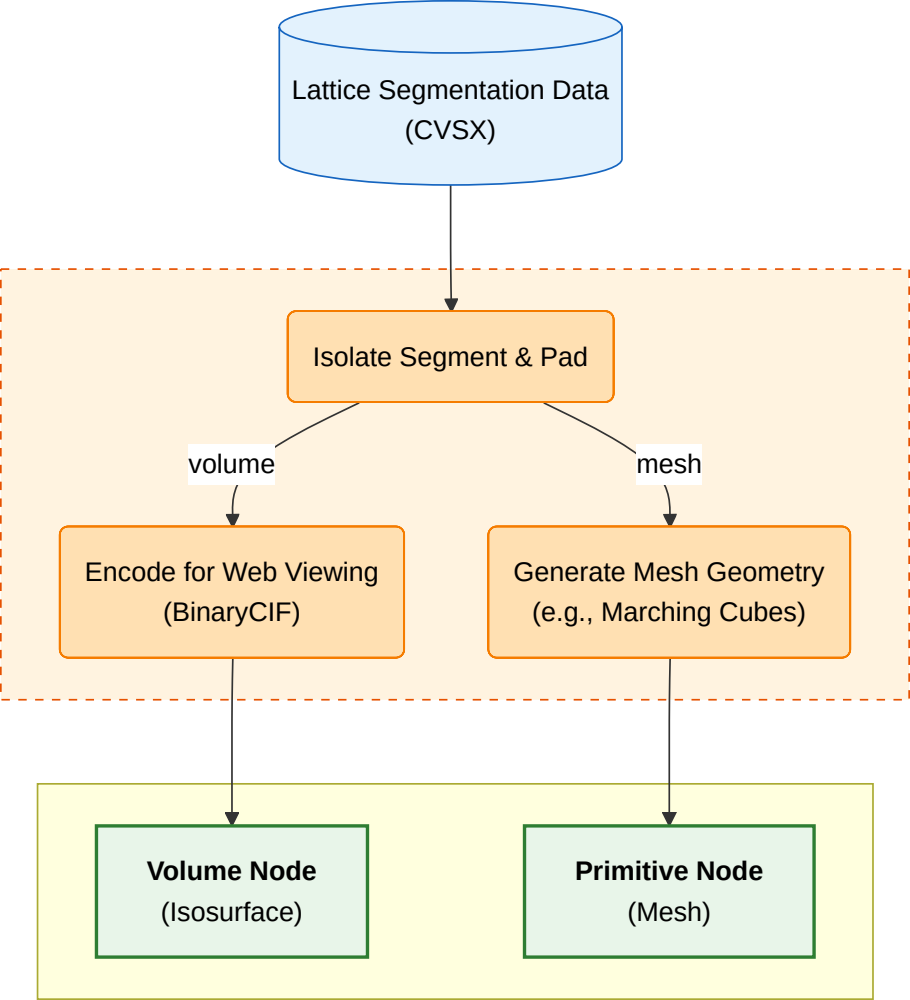 Lattice Segmentation Data
(CVSX)
Isolate Segment & Pad
volume
mesh
Encode for Web Viewing
(BinaryCIF)
Generate Mesh Geometry
(e.g., Marching Cubes)
Volume Node
(Isosurface)
Primitive Node
(Mesh)